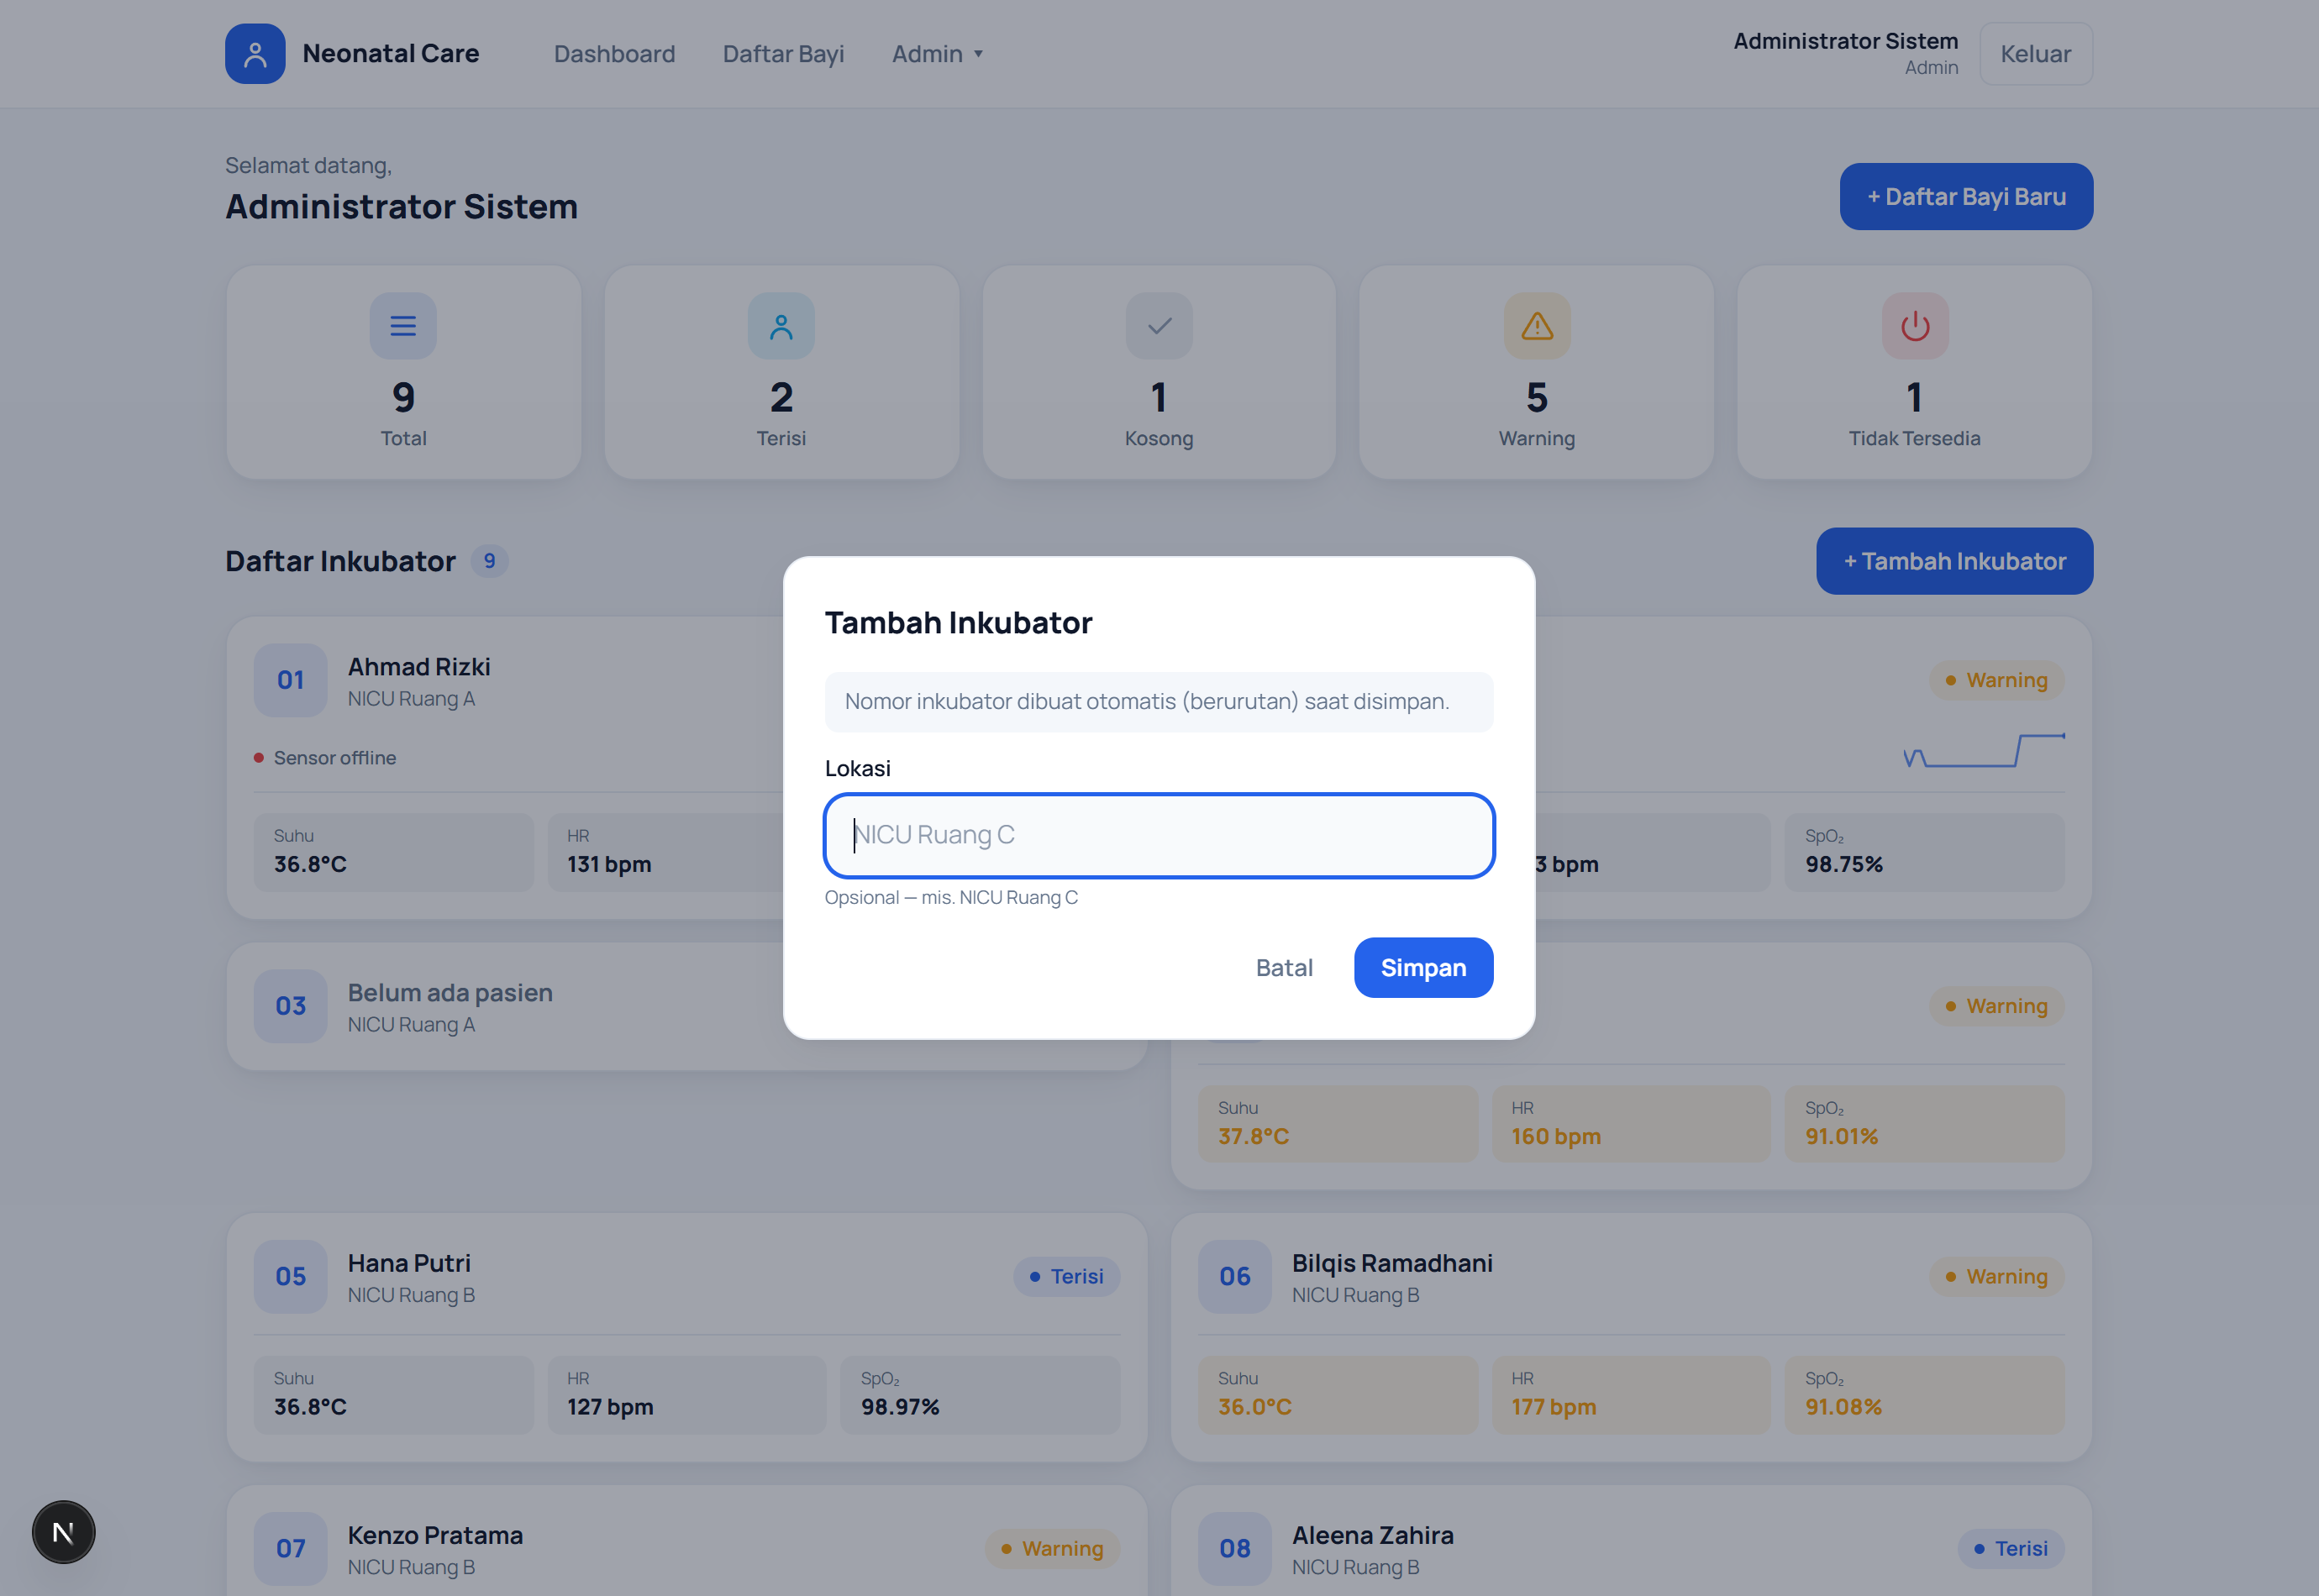 Neonatal Care
Dashboard
Daftar Bayi
Admin
Administrator Sistem
Admin
Keluar
Selamat datang,
Administrator Sistem
+ Daftar Bayi Baru
9
Total
2
Terisi
1
Kosong
5
Warning
1
Tidak Tersedia
Daftar Inkubator 9
+ Tambah Inkubator
01
Ahmad Rizki
NICU Ruang A
Sensor offline
Suhu
36.8°C
HR
131 bpm
Warning
3 bpm
SpO₂
98.75%
Tambah Inkubator
Nomor inkubator dibuat otomatis (berurutan) saat disimpan.
Lokasi
NICU Ruang C
Opsional — mis. NICU Ruang C
Batal
Simpan
03
Belum ada pasien
NICU Ruang A
Warning
Suhu
37.8°C
HR
160 bpm
SpO₂
91.01%
05
Hana Putri
NICU Ruang B
Terisi
Suhu
36.8°C
HR
127 bpm
SpO₂
98.97%
06
Bilqis Ramadhani
NICU Ruang B
Warning
Suhu
36.0°C
HR
177 bpm
SpO₂
91.08%
07
Kenzo Pratama
NICU Ruang B
Warning
08
Aleena Zahira
NICU Ruang B
Terisi
N